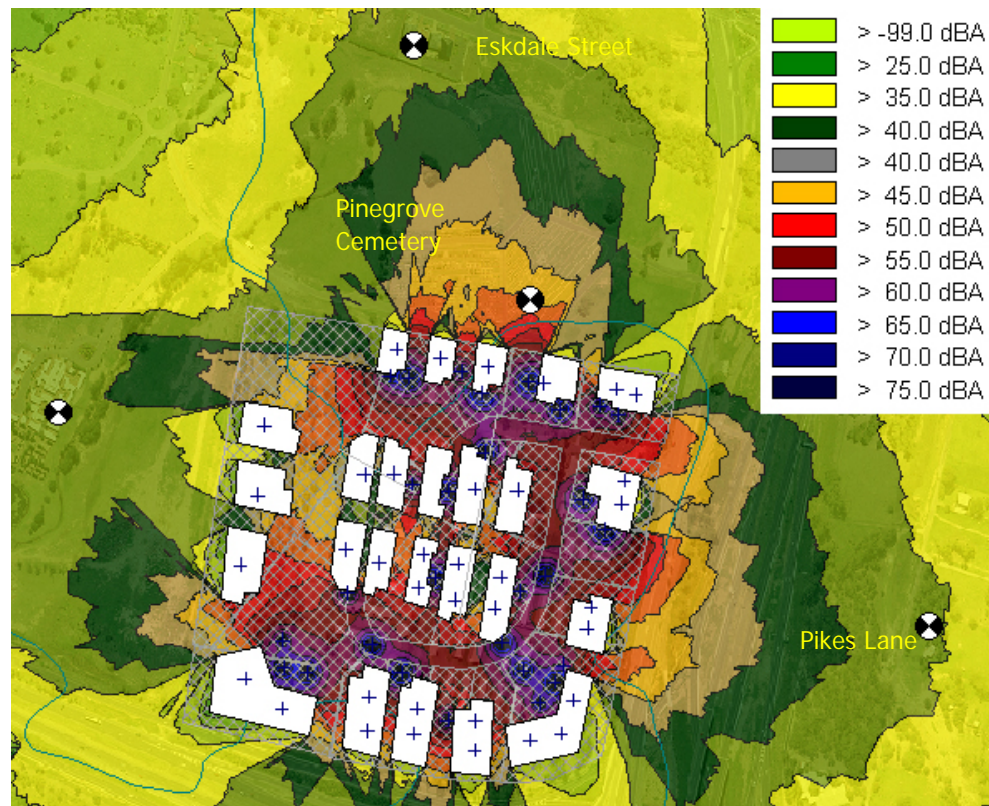 Eskdale Street
Pinegrove
Cemetery
Pikes Lane
> -99.0 dBA
> 25.0 dBA
> 35.0 dBA
> 40.0 dBA
> 40.0 dBA
> 45.0 dBA
> 50.0 dBA
> 55.0 dBA
> 60.0 dBA
> 65.0 dBA
> 70.0 dBA
> 75.0 dBA